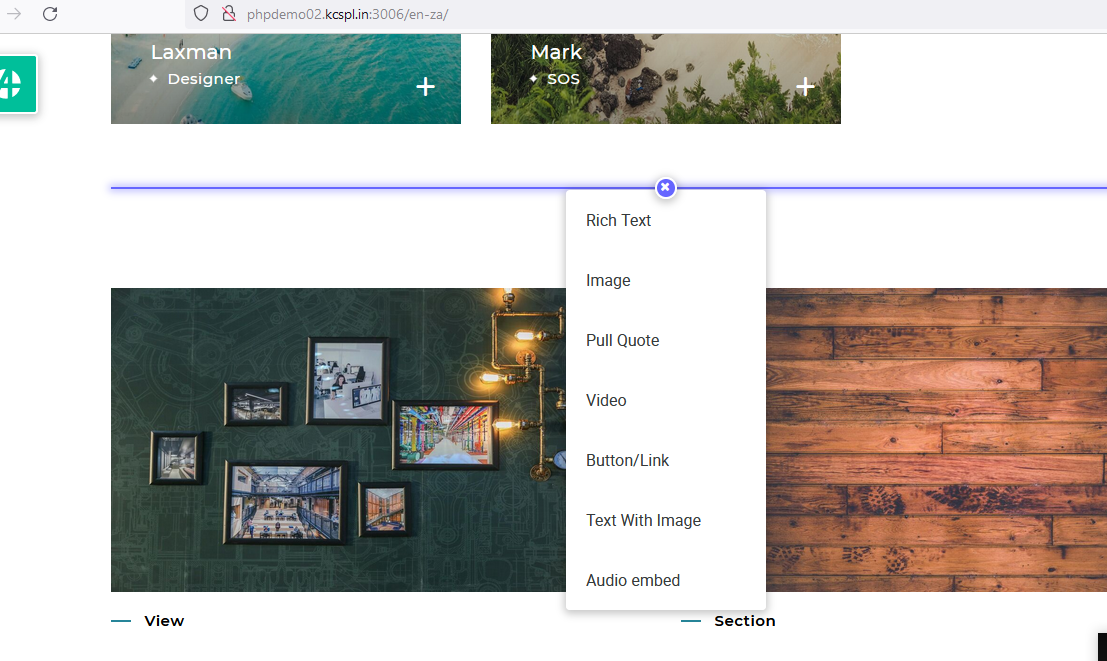 phpdemo02.kcspl.in:3006/en-za/
4
Laxman
Designer
Mark
SOS
Rich Text
Image
Pull Quote
Video
Button/Link
Text With Image
Audio embed
View
Section